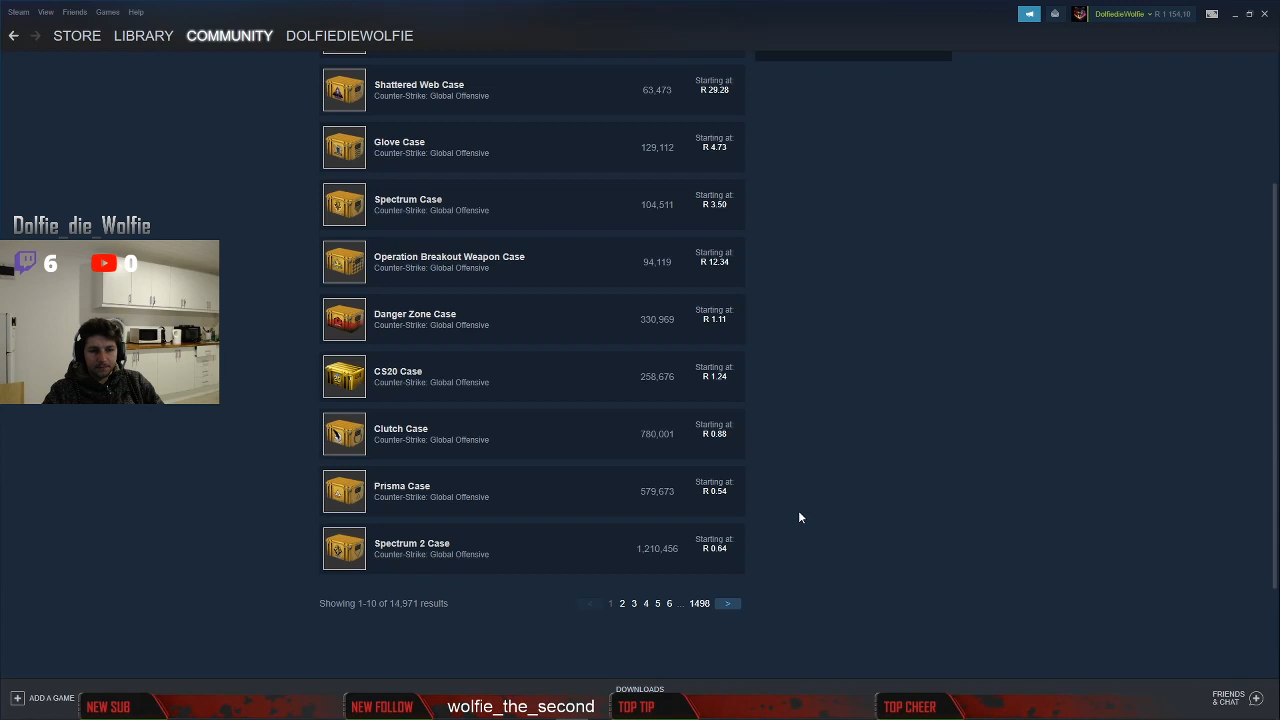 Steam View Friends Games Help
DolfiedieWolfie R 1 154,10
STORE LIBRARY COMMUNITY DOLFIEDIEWOLFIE
Shattered Web Case
Counter-Strike: Global Offensive
63,473
Starting at:
R 29.28
Glove Case
Counter-Strike: Global Offensive
129,112
Starting at:
R 4.73
Spectrum Case
Counter-Strike: Global Offensive
104,511
Starting at:
R 3.50
Dolfie_die_Wolfie
6 0
Operation Breakout Weapon Case
Counter-Strike: Global Offensive
94,119
Starting at:
R 12.34
Danger Zone Case
Counter-Strike: Global Offensive
330,969
Starting at:
R 1.11
CS20 Case
Counter-Strike: Global Offensive
258,676
Starting at:
R 1.24
Clutch Case
Counter-Strike: Global Offensive
780,001
Starting at:
R 0.88
Prisma Case
Counter-Strike: Global Offensive
579,673
Starting at:
R 0.54
Spectrum 2 Case
Counter-Strike: Global Offensive
1,210,456
Starting at:
R 0.64
Showing 1-10 of 14,971 results
< 1 2 3 4 5 6 ... 1498 >
DOWNLOADS
+ ADD A GAME
FRIENDS
& CHAT +
NEW SUB
NEW FOLLOW wolfie_the_second
TOP TIP
TOP CHEER